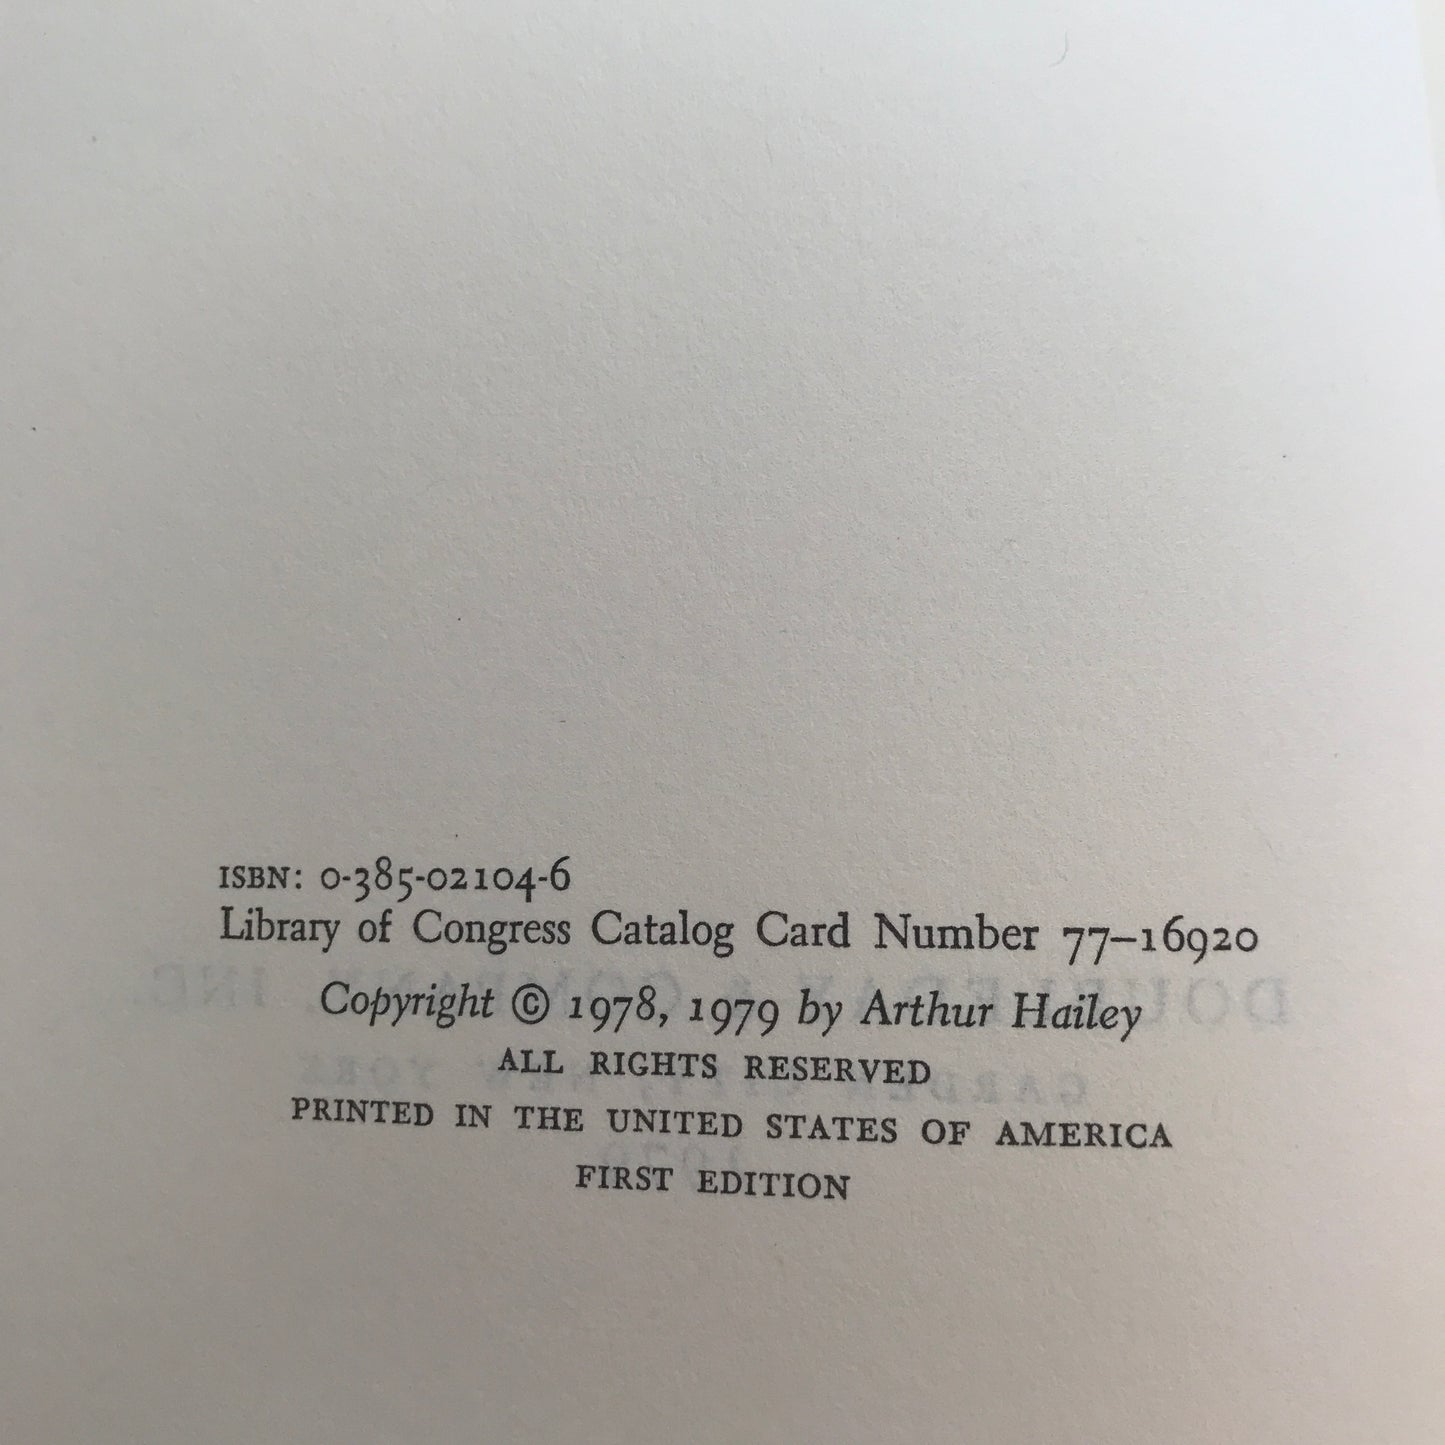 ISBN: 0-385-02104-6
Library of Congress Catalog Card Number 77–16920
Copyright © 1978, 1979 by Arthur Hailey
ALL RIGHTS RESERVED
PRINTED IN THE UNITED STATES OF AMERICA
FIRST EDITION